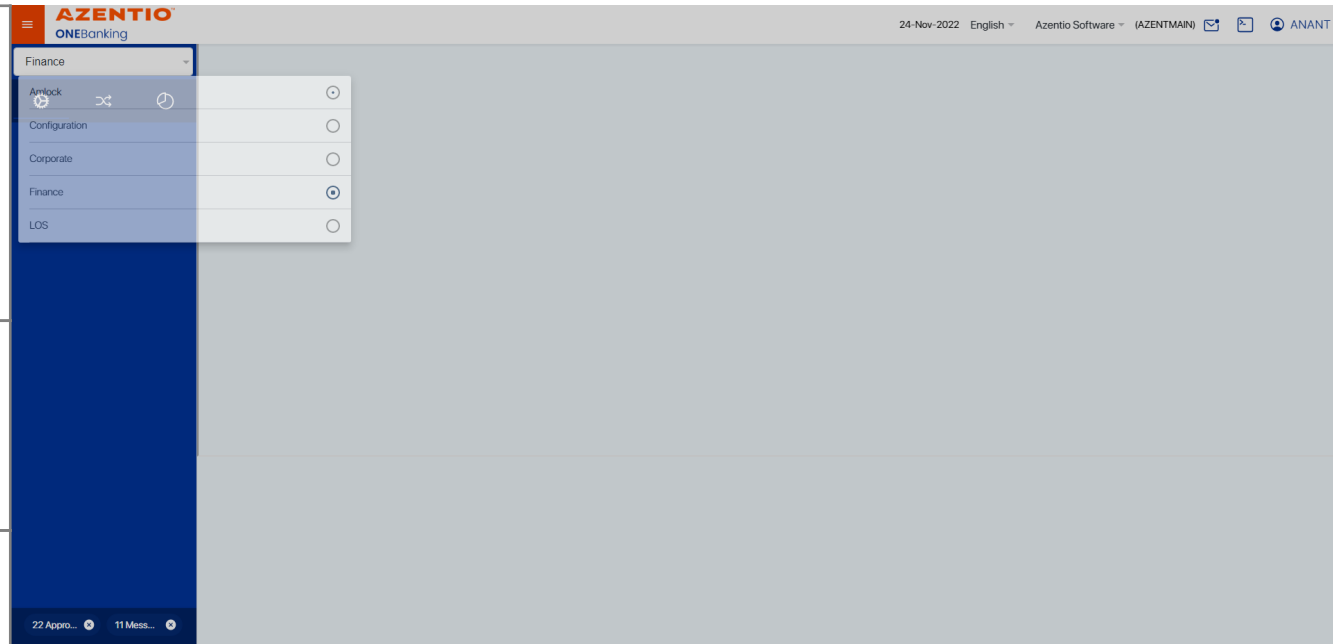 AZENTIO™
ONEBanking
24-Nov-2022 English Azentio Software (AZENTMAIN) ANANT
Finance
Amlock
Configuration
Corporate
Finance
LOS
22 Appro... 11 Mess...